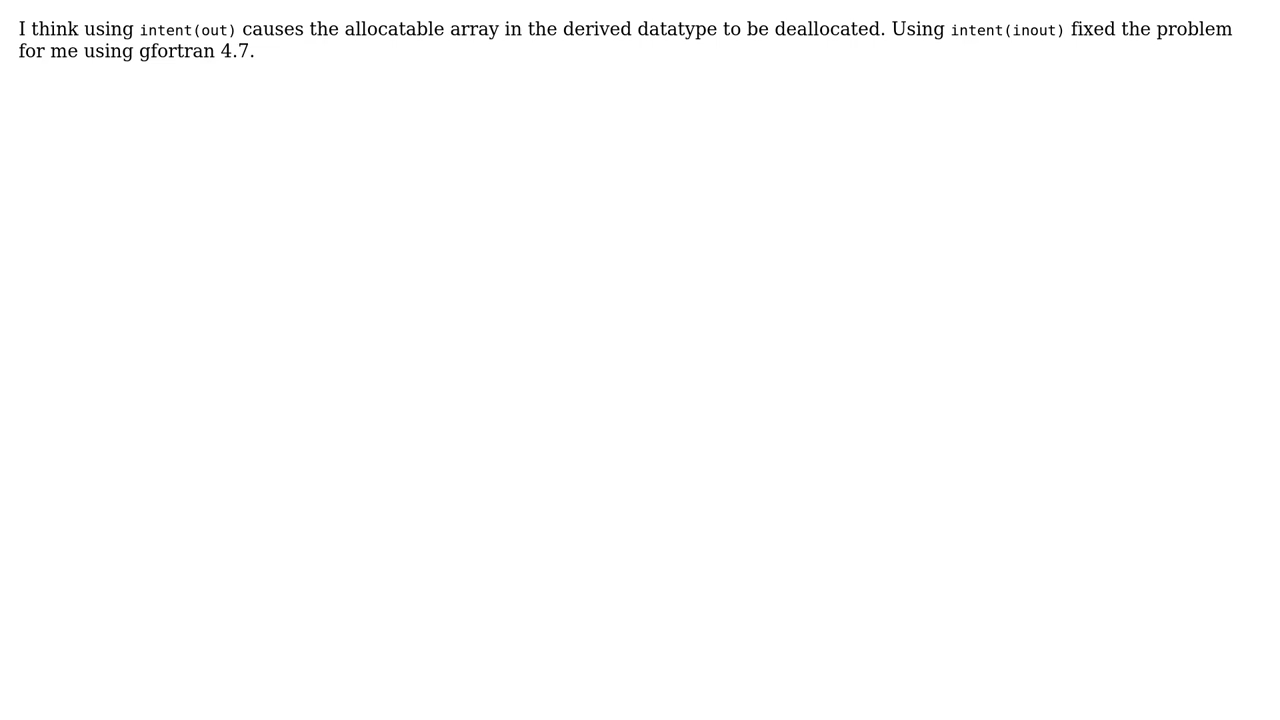 I think using intent(out) causes the allocatable array in the derived datatype to be deallocated. Using intent(inout) fixed the problem
for me using gfortran 4.7.